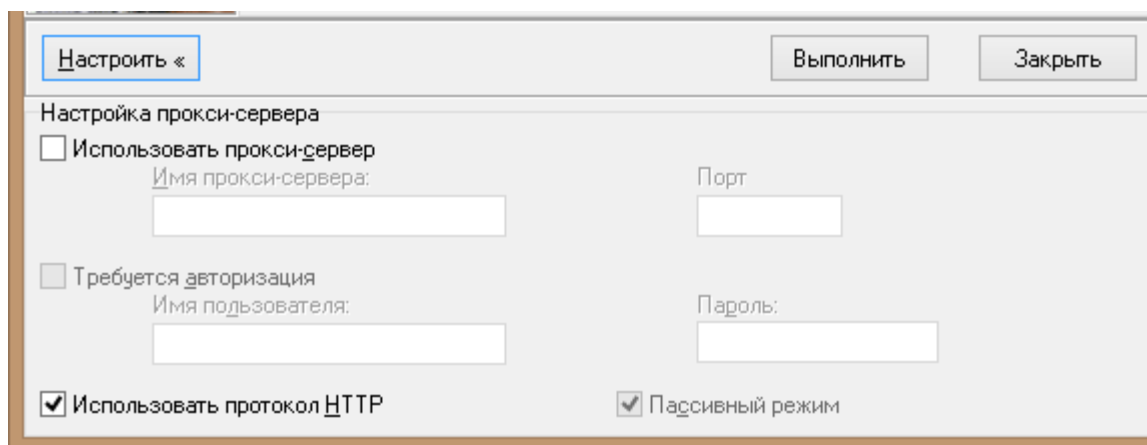 Настроить «
Выполнить
Закрыть
Настройка прокси-сервера
Использовать прокси-сервер
Имя прокси-сервера:
Порт
Требуется авторизация
Имя пользователя:
Пароль:
Использовать протокол HTTP
Пассивный режим